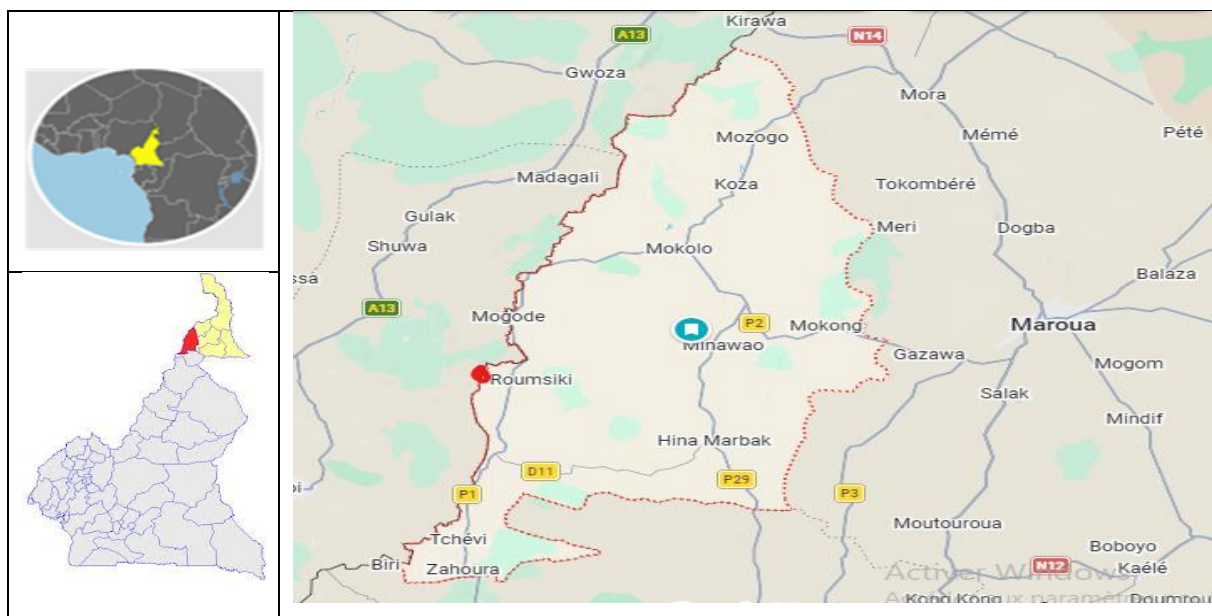 Kirawa
A13
N14
Gwoza
Mora
Mozogo
Mémé
Pété
Madagali
Koza
Tokombéré
Gulak
Meri
Dogba
Shuwa
Mokolo
Balaza
A13
Mogode
P2
Mokong
Maroua
Minawao
Gazawa
Mogom
Roumsiki
Salak
Mindif
Hina Marbak
D11
P29
P1
P3
Moutouroua
Tchévi
Boboyo
Biri
Zahoura
N12
Kaélé
Activer Windows
Kong Kong
Doumrou